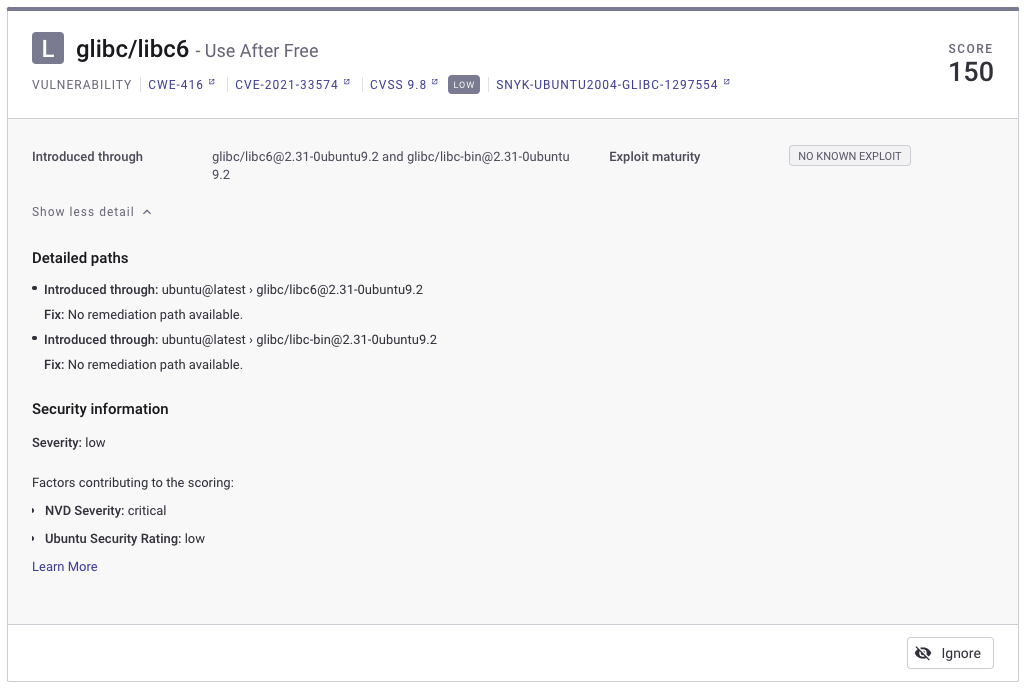 L glibc/libc6 - Use After Free
SCORE
150
VULNERABILITY CWE-416 CVE-2021-33574 CVSS 9.8 LOW SNYK-UBUNTU2004-GLIBC-1297554
Introduced through glibc/libc6@2.31-0ubuntu9.2 and glibc/libc-bin@2.31-0ubuntu
9.2
Exploit maturity NO KNOWN EXPLOIT
Show less detail
Detailed paths
Introduced through: ubuntu@latest › glibc/libc6@2.31-0ubuntu9.2
Fix: No remediation path available.
Introduced through: ubuntu@latest › glibc/libc-bin@2.31-0ubuntu9.2
Fix: No remediation path available.
Security information
Severity: low
Factors contributing to the scoring:
NVD Severity: critical
Ubuntu Security Rating: low
Learn More
Ignore